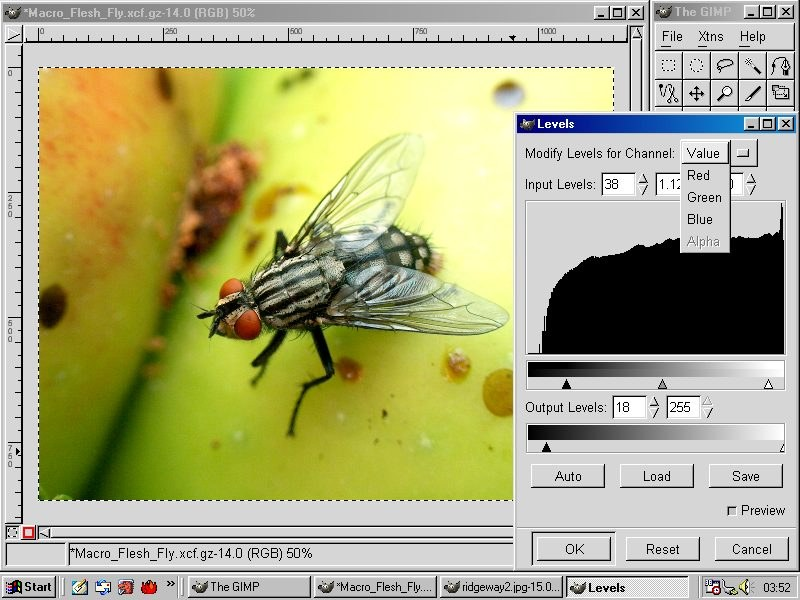 *Macro_Flesh_Fly.xcf.gz-14.0 (RGB) 50%
The GIMP
File Xtns Help
0 250 500 750 1000
0
250
500
750
Levels
Modify Levels for Channel: Value
Red
Green
Blue
Alpha
Input Levels: 38 1.12
Output Levels: 18 255
Auto Load Save
Preview
OK Reset Cancel
*Macro_Flesh_Fly.xcf.gz-14.0 (RGB) 50%
Start » The GIMP *Macro_Flesh_Fly.... ridgeway2.jpg-15.0... Levels 03:52